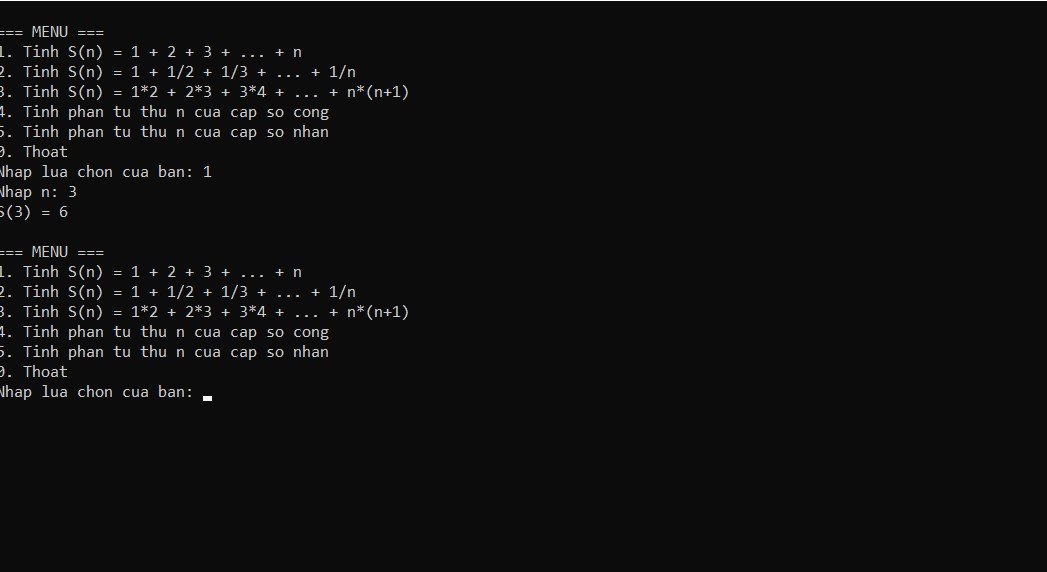 === MENU ===
1. Tinh S(n) = 1 + 2 + 3 + ... + n
2. Tinh S(n) = 1 + 1/2 + 1/3 + ... + 1/n
3. Tinh S(n) = 1*2 + 2*3 + 3*4 + ... + n*(n+1)
4. Tinh phan tu thu n cua cap so cong
5. Tinh phan tu thu n cua cap so nhan
0. Thoat
Nhap lua chon cua ban: 1
Nhap n: 3
S(3) = 6
=== MENU ===
1. Tinh S(n) = 1 + 2 + 3 + ... + n
2. Tinh S(n) = 1 + 1/2 + 1/3 + ... + 1/n
3. Tinh S(n) = 1*2 + 2*3 + 3*4 + ... + n*(n+1)
4. Tinh phan tu thu n cua cap so cong
5. Tinh phan tu thu n cua cap so nhan
0. Thoat
Nhap lua chon cua ban: